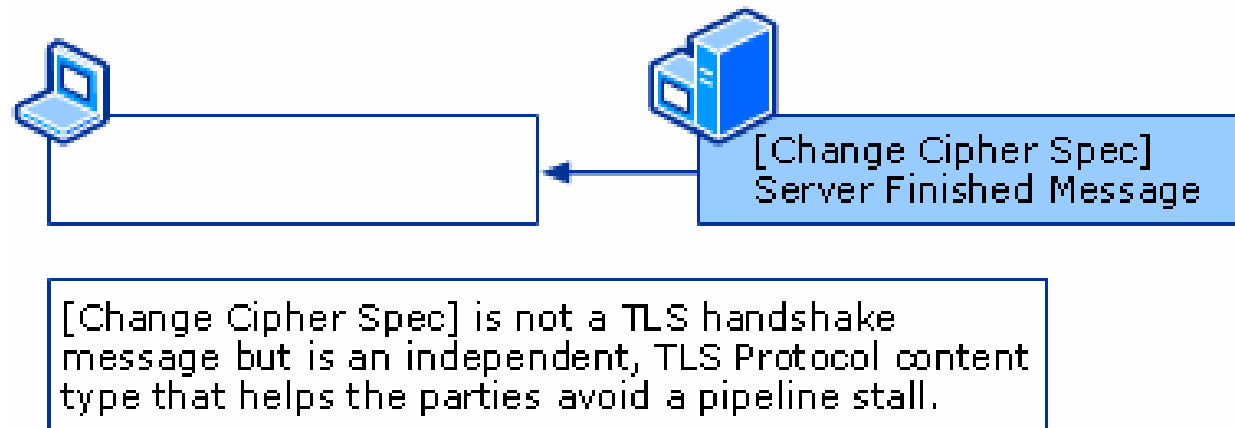 [Change Cipher Spec]
Server Finished Message
[Change Cipher Spec] is not a TLS handshake
message but is an independent, TLS Protocol content
type that helps the parties avoid a pipeline stall.